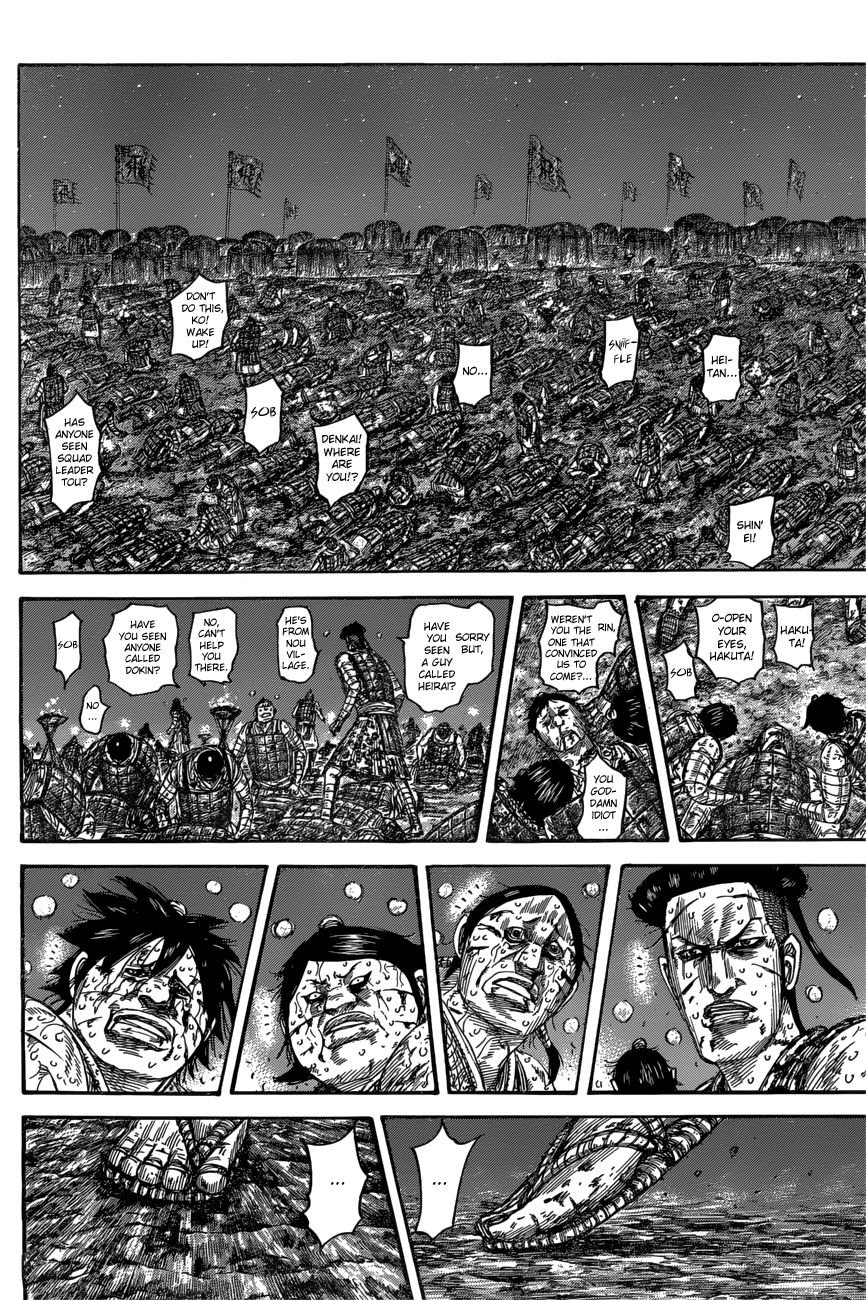 HEI-
TAN...
SNIIF-
FLE
SHIN'
EI!
NO...
DON'T
DO THIS,
KO!
WAKE
UP!
SOB
DENKAI!
WHERE
ARE
YOU!?
HAS
ANYONE
SEEN
SQUAD
LEADER
TOU?
HAKU-
TA!
O-OPEN
YOUR
EYES,
HAKUTA!
SOB
RIN,
WEREN'T
YOU THE
ONE THAT
CONVINCED
US TO
COME?...
YOU
GOD-
DAMN
IDIOT
...
SORRY
BUT,
HAVE
YOU
SEEN
A GUY
CALLED
HEIRAI?
HE'S
FROM
NOU
VIL-
LAGE.
NO,
CAN'T
HELP
YOU
THERE.
HAVE
YOU SEEN
ANYONE
CALLED
DOKIN?
NO
...
SOB
...
...